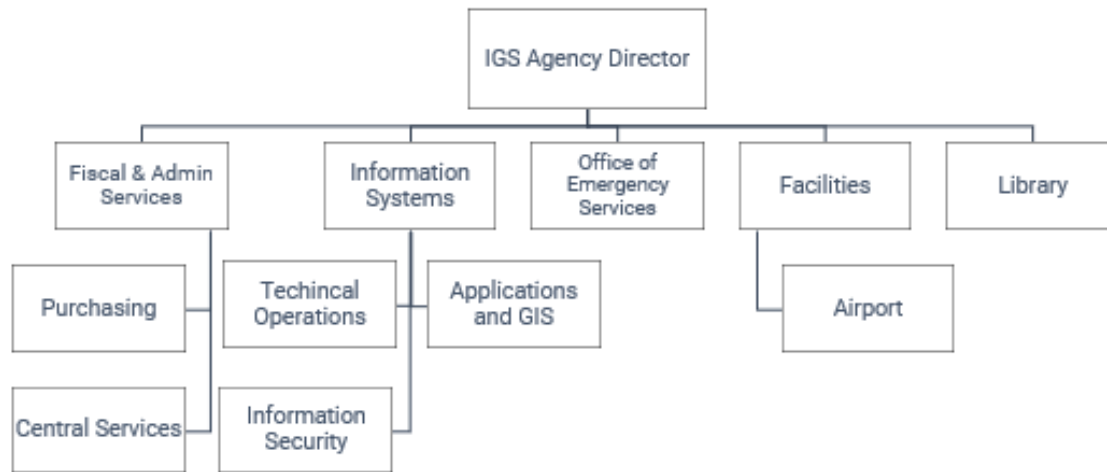 IGS Agency Director
Fiscal & Admin
Services
Information
Systems
Office of
Emergency
Services
Facilities
Library
Purchasing
Techincal
Operations
Applications
and GIS
Airport
Central Services
Information
Security